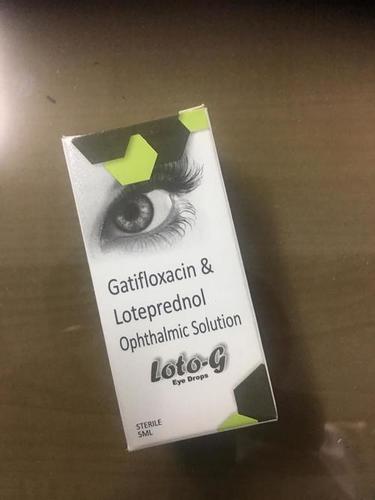 Gatifloxacin &
Loteprednol
Ophthalmic Solution
Loto-G
Eye Drops
STERILE
5ML